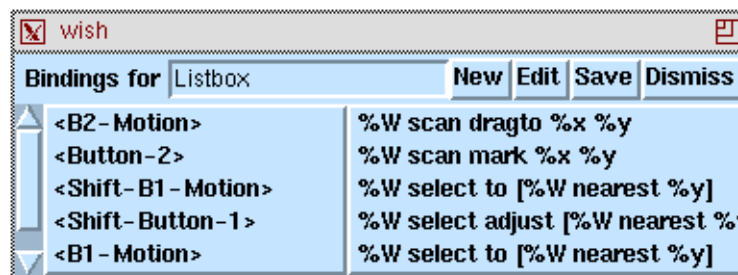 wish
Bindings for Listbox New Edit Save Dismiss
<B2-Motion> %W scan dragto %x %y
<Button-2> %W scan mark %x %y
<Shift-B1-Motion> %W select to [%W nearest %y]
<Shift-Button-1> %W select adjust [%W nearest %
<B1-Motion> %W select to [%W nearest %y]